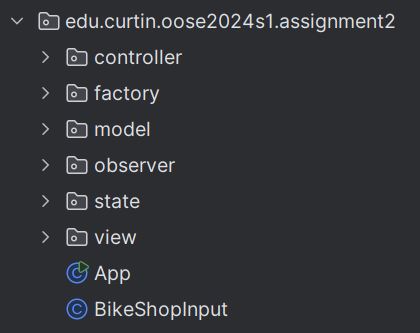 edu.curtin.oose2024s1.assignment2
controller
factory
model
observer
state
view
App
BikeShopInput